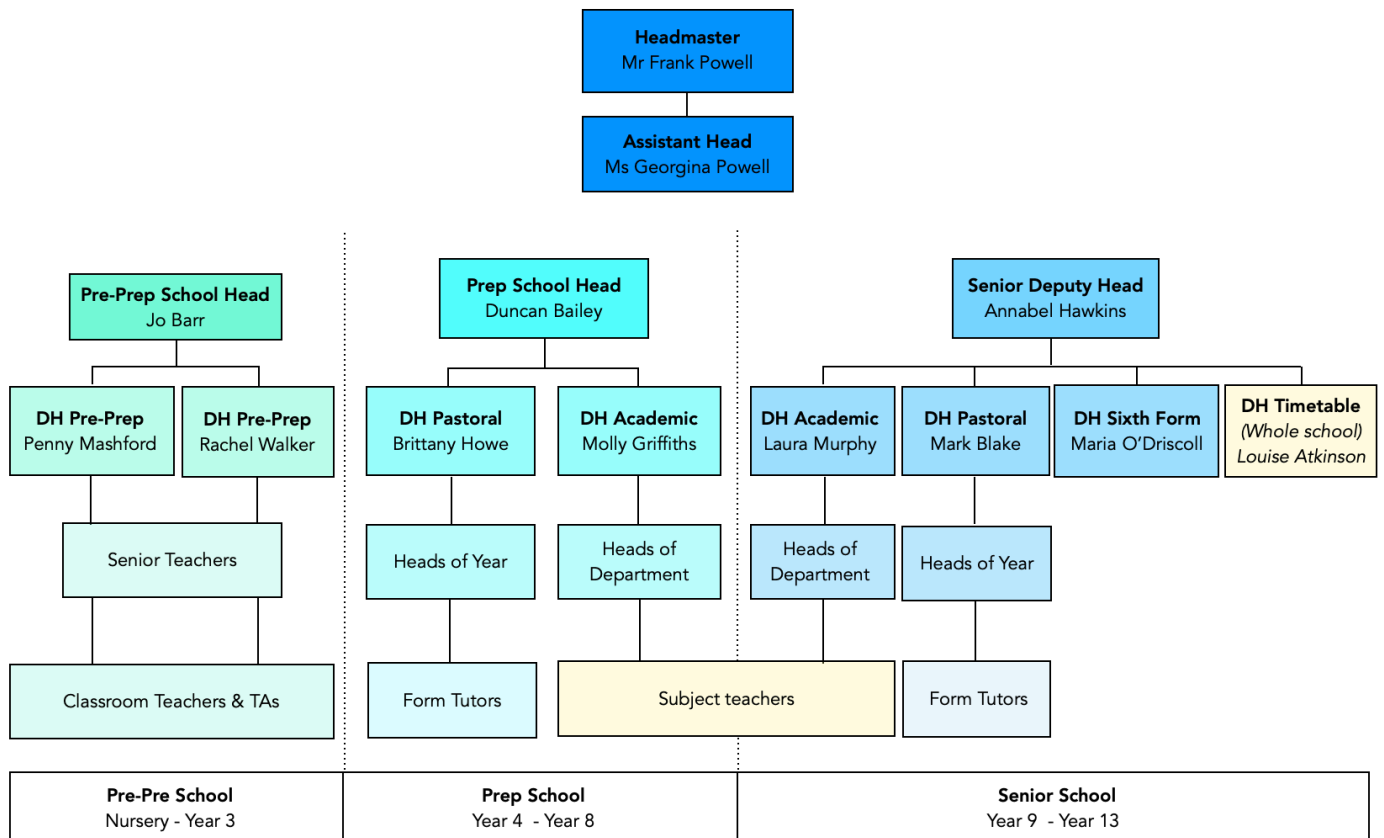 Headmaster
Mr Frank Powell
Assistant Head
Ms Georgina Powell
Pre-Prep School Head
Jo Barr
Prep School Head
Duncan Bailey
Senior Deputy Head
Annabel Hawkins
DH Pre-Prep
Penny Mashford
DH Pre-Prep
Rachel Walker
DH Pastoral
Brittany Howe
DH Academic
Molly Griffiths
DH Academic
Laura Murphy
DH Pastoral
Mark Blake
DH Sixth Form
Maria O’Driscoll
DH Timetable
(Whole school)
Louise Atkinson
Senior Teachers
Heads of Year
Heads of
Department
Heads of
Department
Heads of Year
Classroom Teachers & TAs
Form Tutors
Subject teachers
Form Tutors
Pre-Pre School
Nursery - Year 3
Prep School
Year 4 - Year 8
Senior School
Year 9 - Year 13